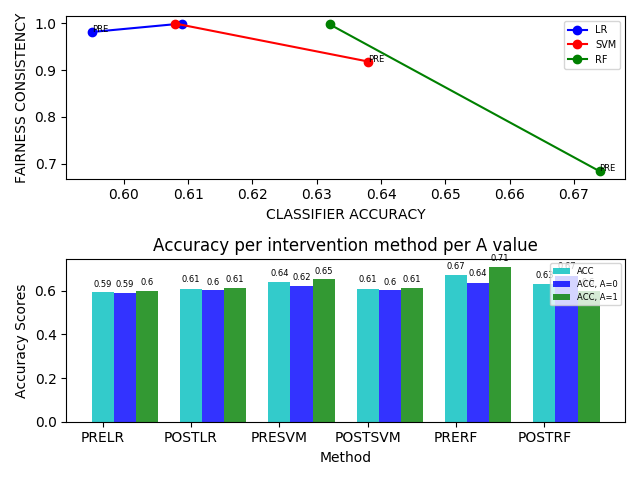 FAIRNESS CONSISTENCY
1.0
0.9
0.8
0.7
PRE
PRE
PRE
LR
SVM
RF
0.60 0.61 0.62 0.63 0.64 0.65 0.66 0.67
CLASSIFIER ACCURACY
Accuracy per intervention method per A value
Accuracy Scores
0.6
0.4
0.2
0.0
0.59 0.59 0.6 0.61 0.6 0.61 0.64 0.62 0.65 0.61 0.6 0.61 0.67 0.64 0.71 0.63 0.67
ACC
ACC, A=0
ACC, A=1
PRELR POSTLR PRESVM POSTSVM PRERF POSTRF
Method